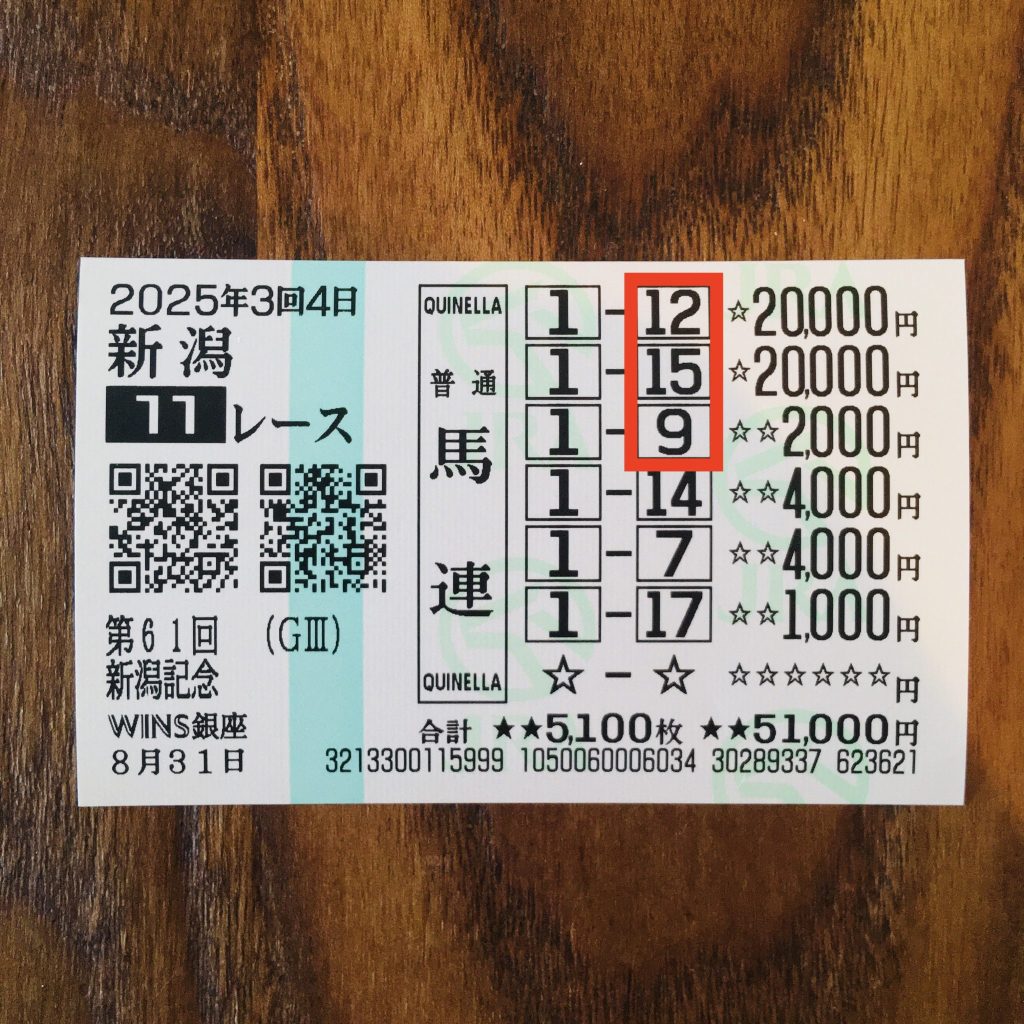 2025年3回4日
新潟
11レース
第61回 (GⅢ)
新潟記念
WINS銀座
8月31日
QUINELLA
普通
馬
連
QUINELLA
1-12 ☆20,000円
1-15 ☆20,000円
1-9 ☆☆2,000円
1-14 ☆☆4,000円
1-7 ☆☆4,000円
1-17 ☆☆1,000円
☆-☆ ☆☆☆☆☆☆円
合計 ★★5,100枚 ★★51,000円
3213300115999 1050060006034 30289337 623621